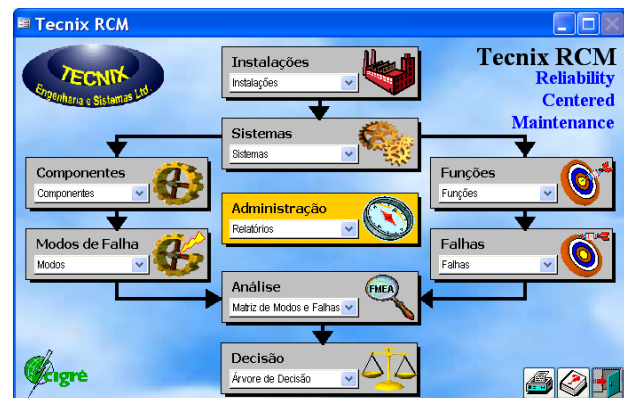 Tecnix RCM
TECNIX
Engenharia e Sistemas Ltd.
Instalações
Instalações
Tecnix RCM
Reliability
Centered
Maintenance
Sistemas
Sistemas
Componentes
Componentes
Funções
Funções
Administração
Relatórios
Modos de Falha
Modos
Falhas
Falhas
Análise
Matriz de Modos e Falhas
FMEA
Decisão
Árvore de Decisão
cigré
?